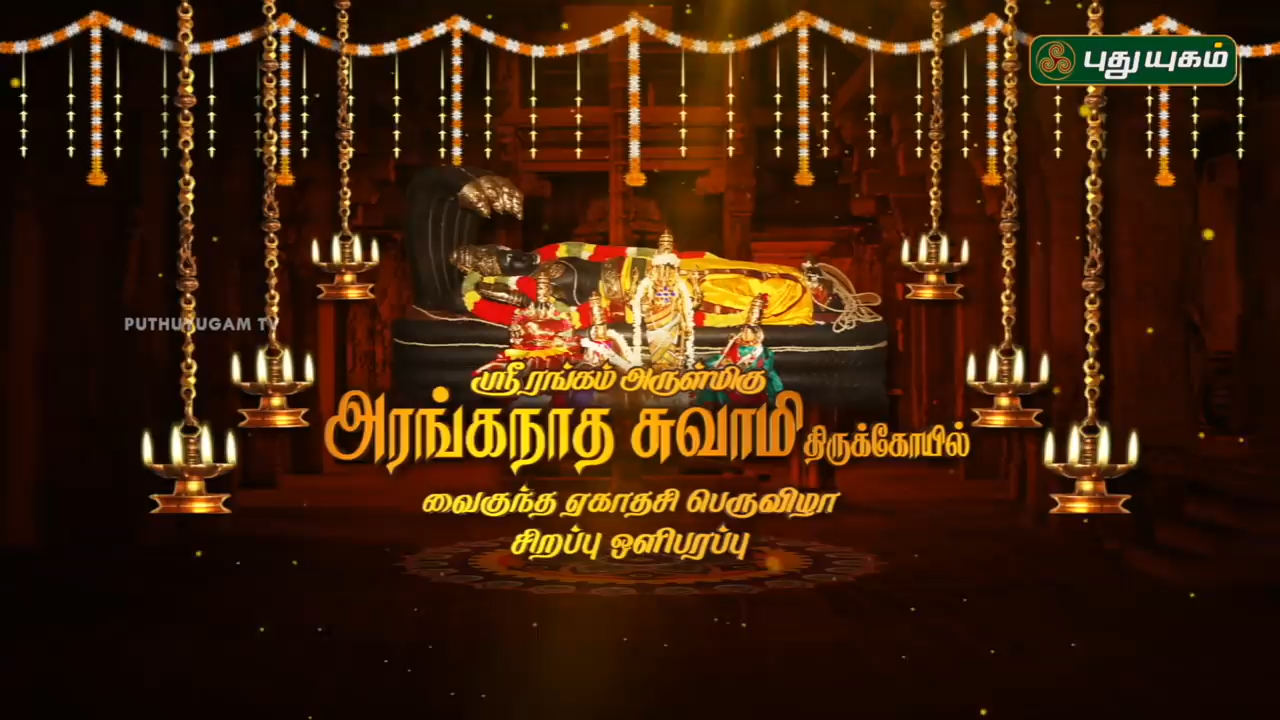 புதுயுகம்
PUTHUYUGAM TV
ஸ்ரீ ரங்கம் அருள்மிகு
அரங்கநாத சுவாமி திருக்கோயில்
வைகுந்த ஏகாதசி பெருவிழா
சிறப்பு ஒளிபரப்பு